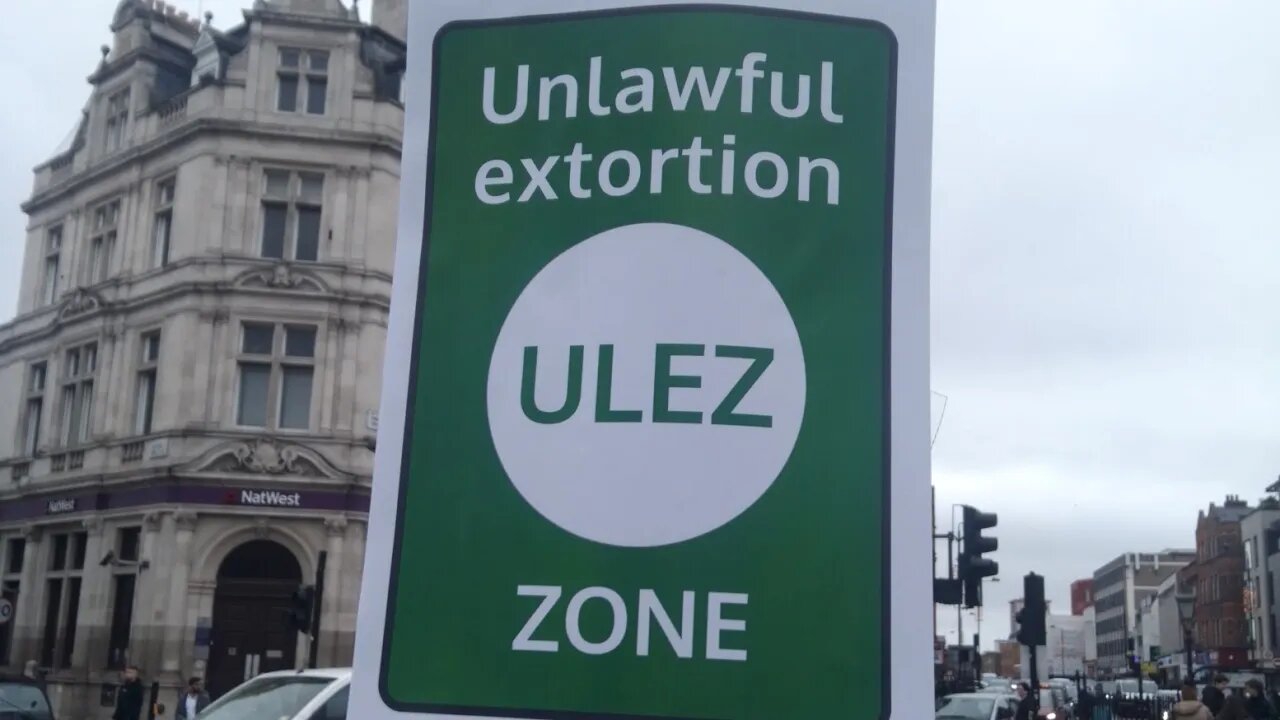 Unlawful
extortion
ULEZ
ZONE
NatWest
NatWest